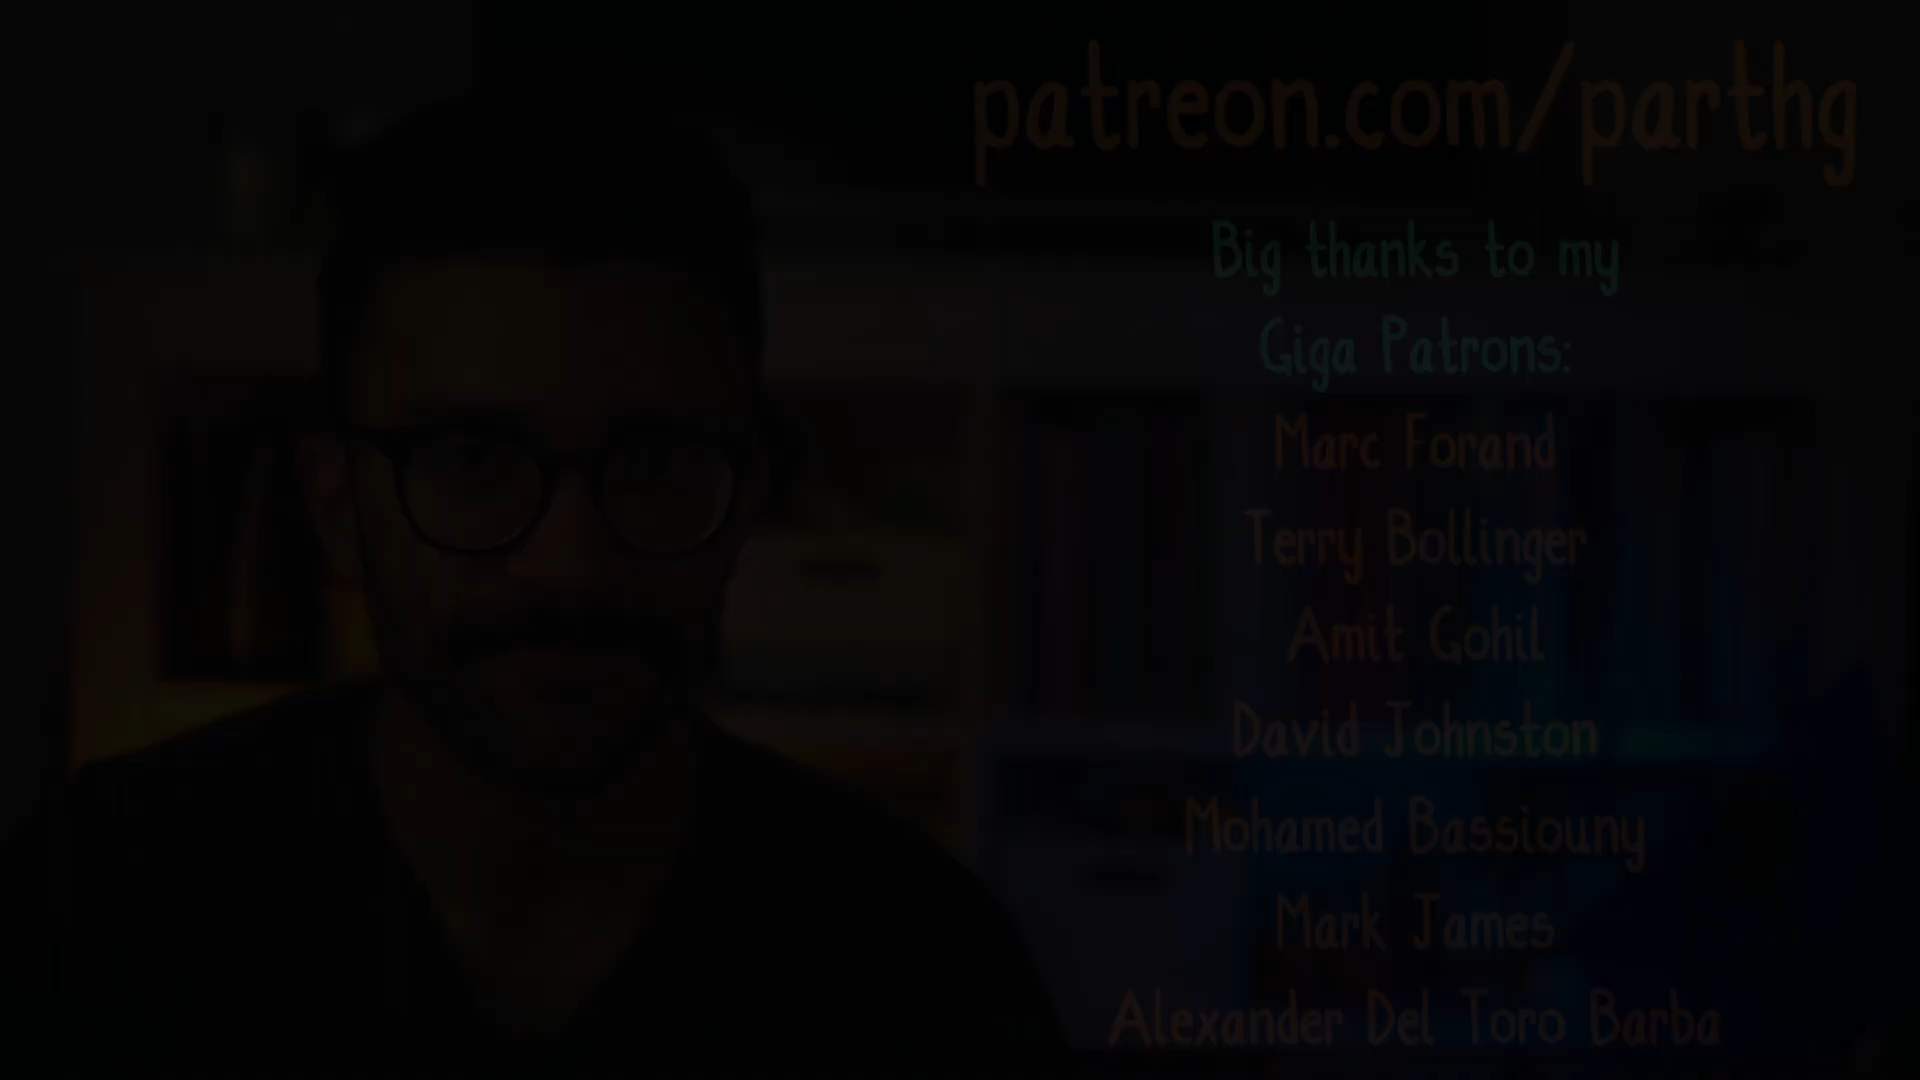 patreon.com/parthg
Big thanks to my
Giga Patrons:
Marc Forand
Terry Bollinger
Amit Gohil
David Johnston
Mohamed Bassiouny
Mark James
Alexander Del Toro Barba